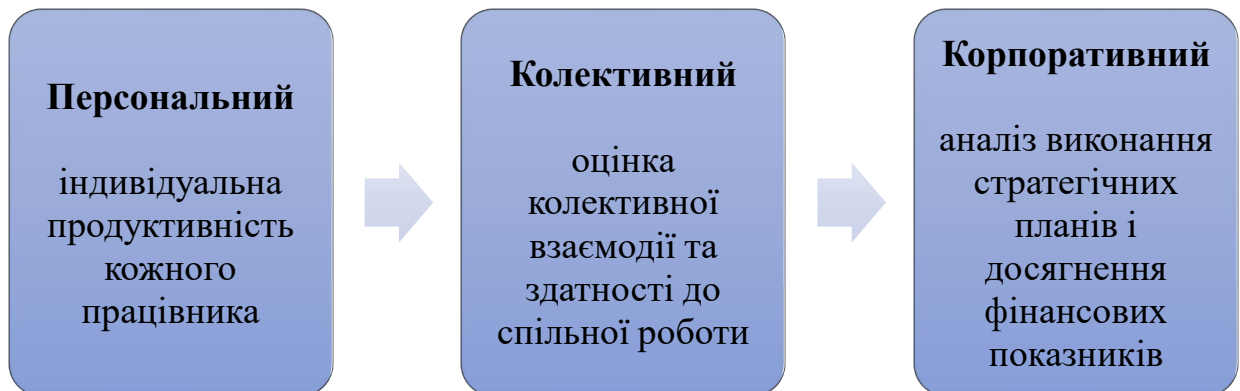 Персональний
індивідуальна
продуктивність
кожного
працівника
Колективний
оцінка
колективної
взаємодії та
здатності до
спільної роботи
Корпоративний
аналіз виконання
стратегічних
планів і
досягнення
фінансових
показників